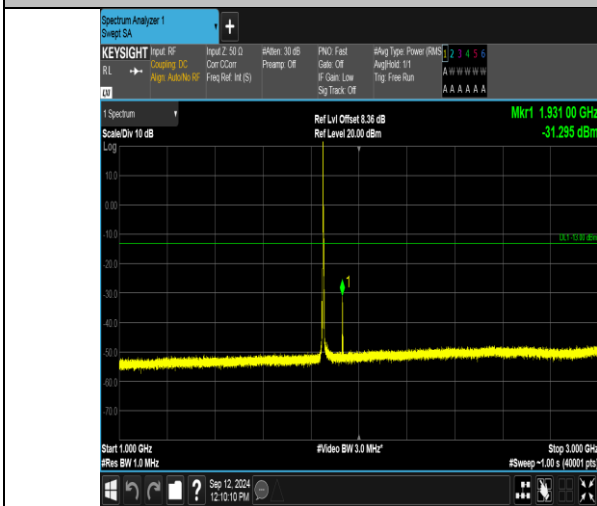 Spectrum Analyzer 1
Swept SA
+
KEYSIGHT
RL
Input: RF
Coupling: DC
Align: Auto/No RF
Input Z: 50 Ω
Corr CCorr
Freq Ref: Int (S)
#Atten: 30 dB
Preamp: Off
PNO: Fast
Gate: Off
IF Gain: Low
Sig Track: Off
#Avg Type: Power (RMS
Avg|Hold: 1/1
Trig: Free Run
1 2 3 4 5 6
A W W W W W
A A A A A A
1 Spectrum
Scale/Div 10 dB
Log
Ref Lvl Offset 8.36 dB
Ref Level 20.00 dBm
Mkr1 1.931 00 GHz
-31.295 dBm
10.0
0.00
-10.0
DL1 -13.00 dBm
-20.0
1
-30.0
-40.0
-50.0
-60.0
-70.0
Start 1.000 GHz
#Res BW 1.0 MHz
#Video BW 3.0 MHz*
Stop 3.000 GHz
#Sweep ~1.00 s (40001 pts)
?
Sep 12, 2024
12:10:10 PM